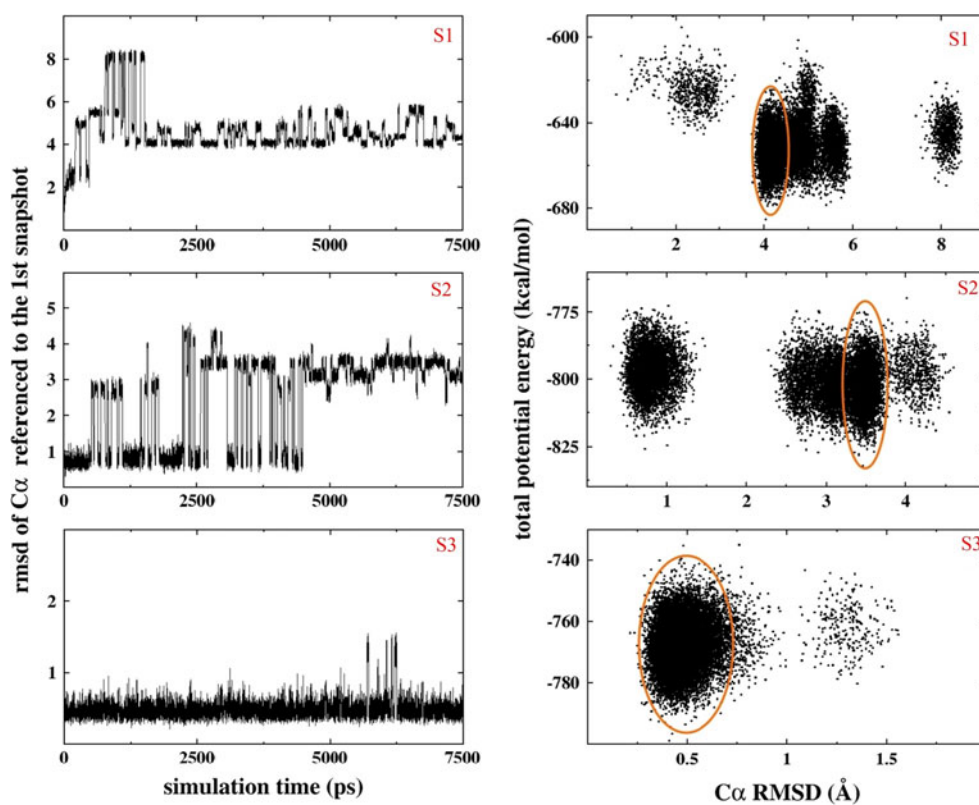 rmsd of Cα referenced to the 1st snapshot
S1
8
6
4
2
0 2500 5000 7500
S2
5
4
3
2
1
0 2500 5000 7500
S3
2
1
0 2500 5000 7500
simulation time (ps)
total potential energy (kcal/mol)
S1
-600
-640
-680
2 4 6 8
S2
-775
-800
-825
1 2 3 4
S3
-740
-760
-780
0.5 1 1.5
Cα RMSD (Å)